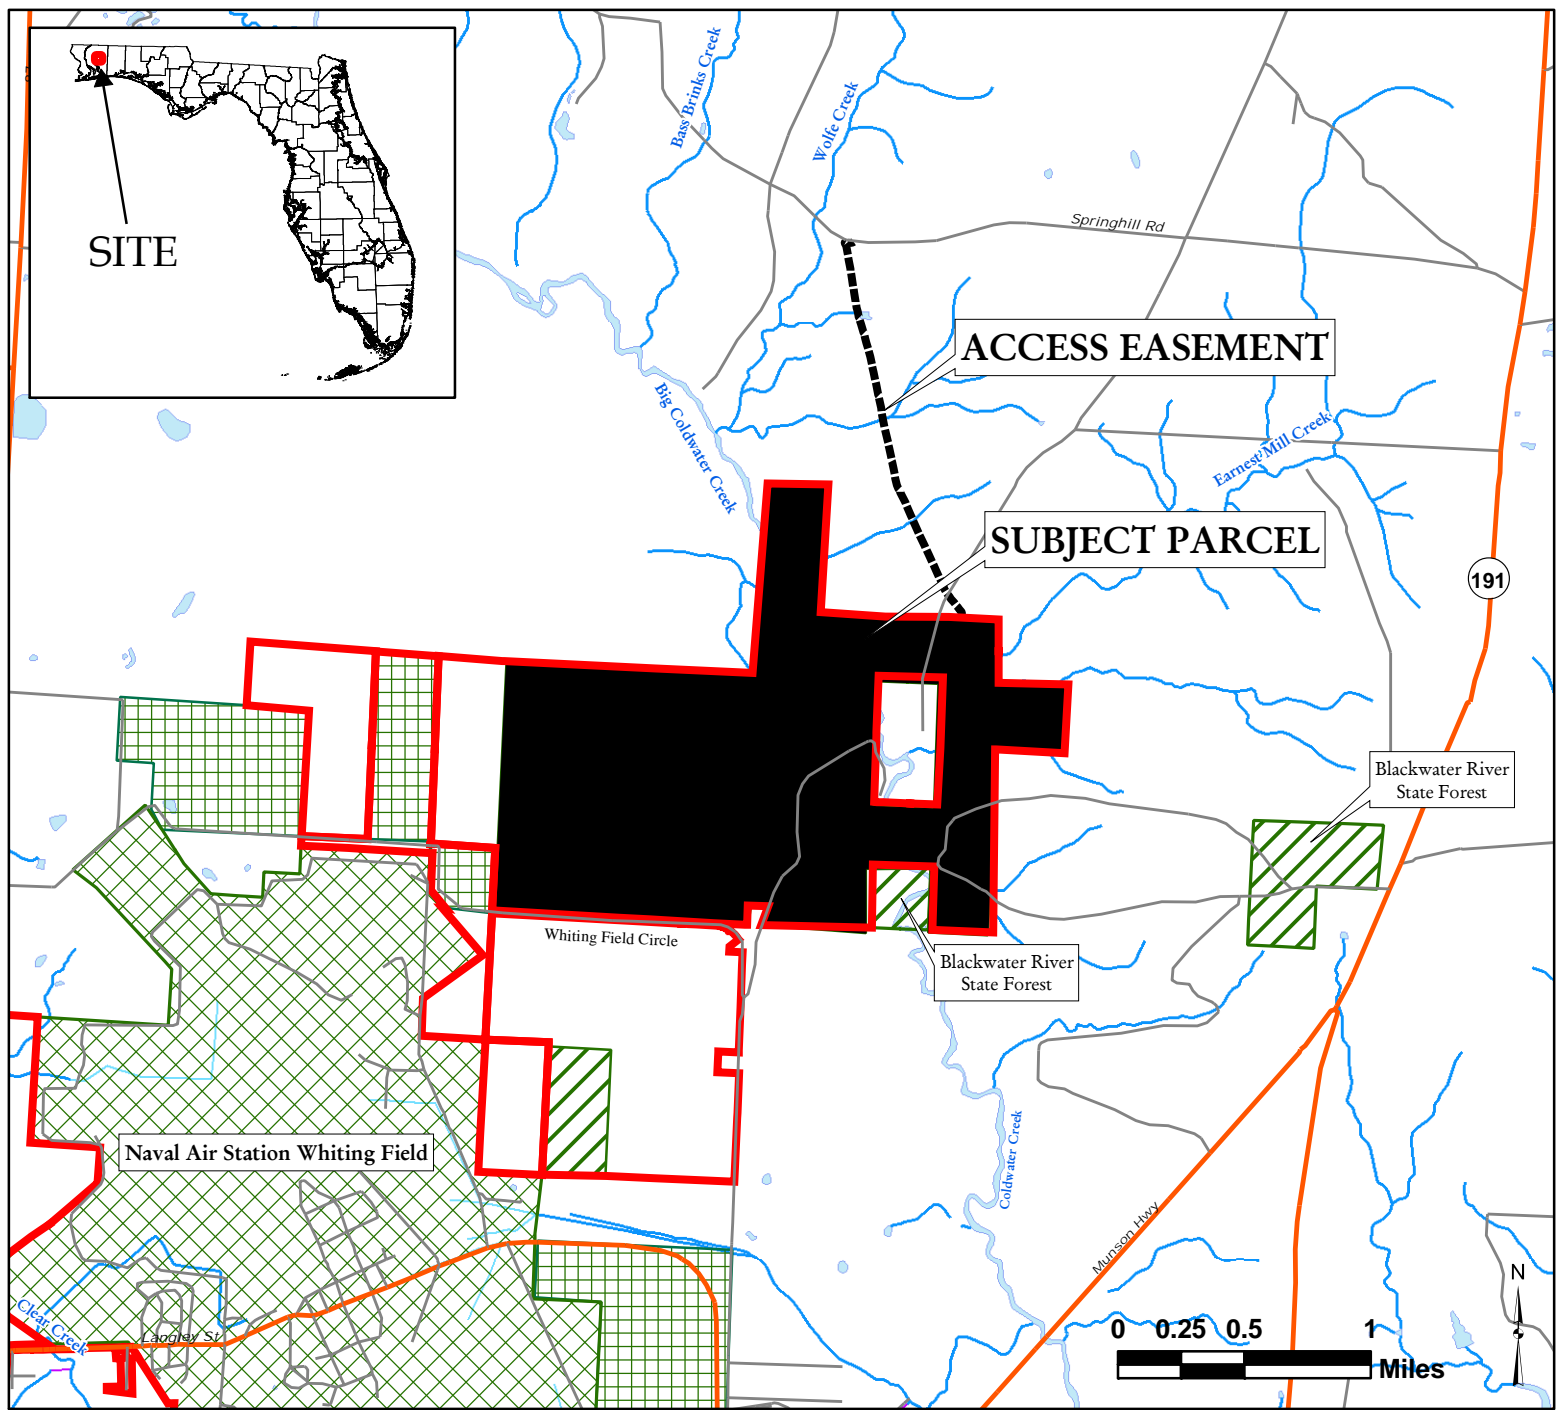 SITE
Bass Brinks Creek
Wolfe Creek
Springhill Rd
ACCESS EASEMENT
Big Coldwater Creek
Earnest Mill Creek
SUBJECT PARCEL
191
Blackwater River
State Forest
Whiting Field Circle
Blackwater River
State Forest
Naval Air Station Whiting Field
Coldwater Creek
Munson Hwy
Clear Creek
Langley St
N
0 0.25 0.5 1
Miles